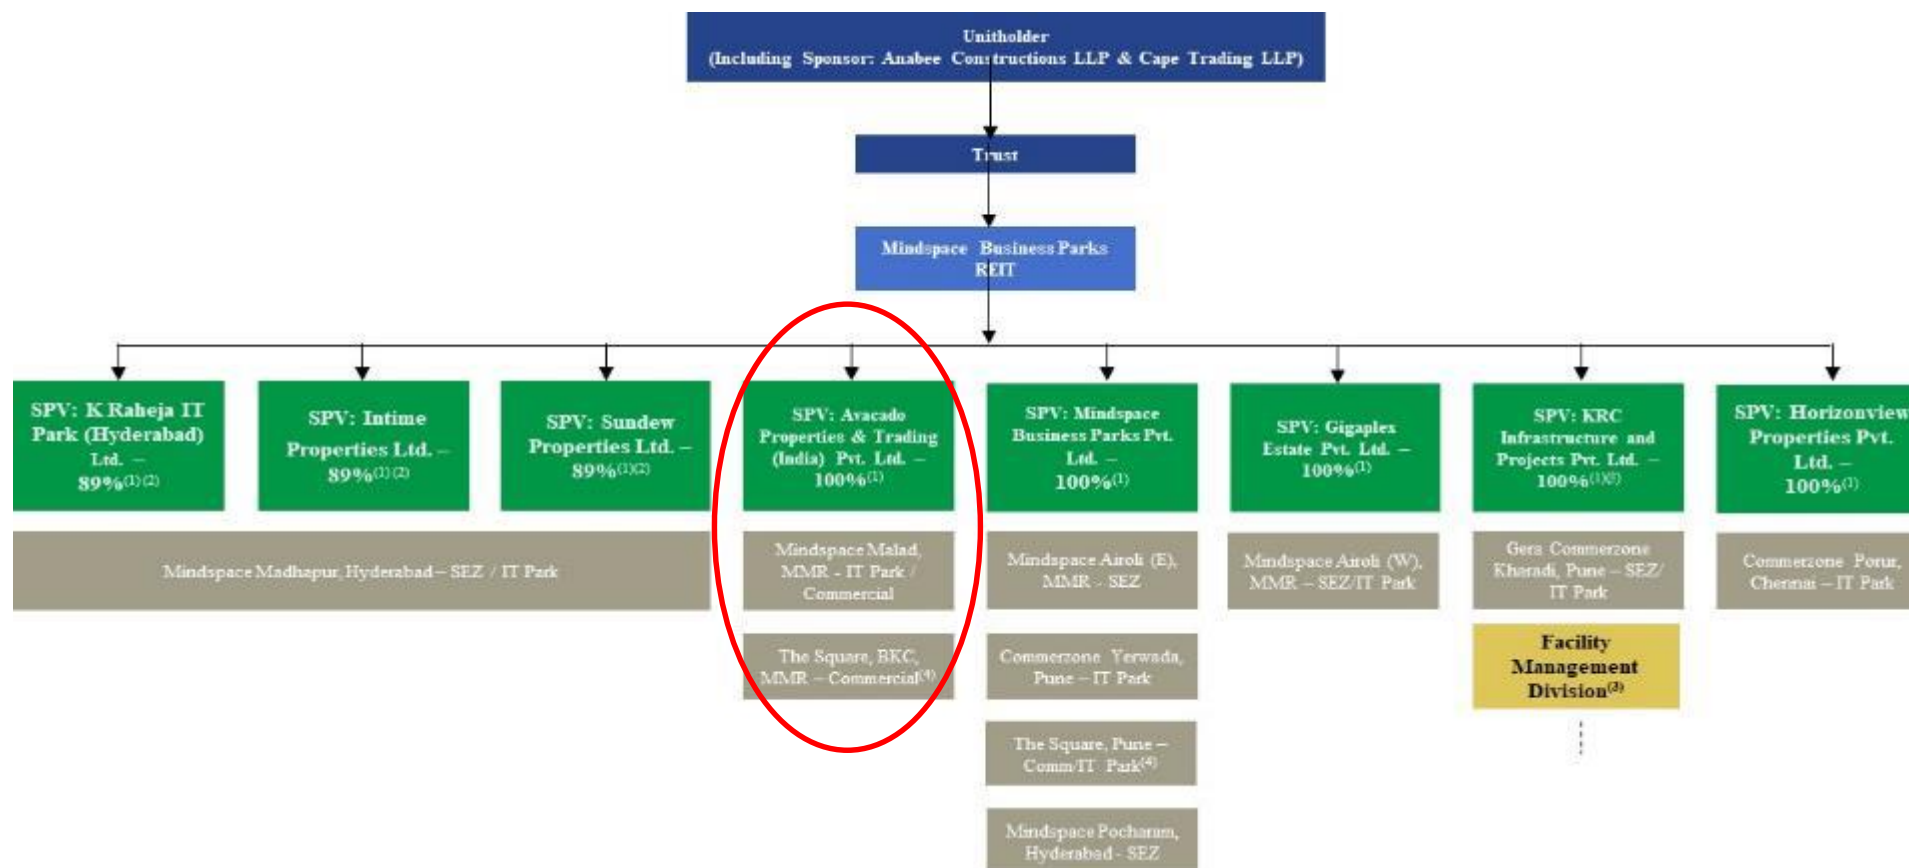 Unitholder
(Including Sponsor: Anabee Constructions LLP & Cape Trading LLP)
Trust
Mindspace Business Parks
REIT
SPV: K Raheja IT
Park (Hyderabad)
Ltd. –
89%(1)(2)
SPV: Intime
Properties Ltd. –
89%(1)(2)
SPV: Sundew
Properties Ltd. –
89%(1)(2)
SPV: Avacado
Properties & Trading
(India) Pvt. Ltd. –
100%(1)
SPV: Mindspace
Business Parks Pvt.
Ltd. –
100%(1)
SPV: Gigaplex
Estate Pvt. Ltd. –
100%(1)
SPV: KRC
Infrastructure and
Projects Pvt. Ltd. –
100%
SPV: Horizonview
Properties Pvt.
Ltd. –
100%(1)
Mindspace Madhapur, Hyderabad – SEZ / IT Park
Mindspace Malad,
MMR - IT Park /
Commercial
Mindspace Airoli (E),
MMR - SEZ
Mindspace Airoli (W),
MMR – SEZ/IT Park
Gera Commerzone
Kharadi, Pune – SEZ/
IT Park
Commerzone Porur,
Chennai – IT Park
The Square, BKC,
MMR – Commercial(4)
Commerzone Yerwada,
Pune – IT Park
Facility
Management
Division(3)
The Square, Pune –
Comm/IT Park(4)
Mindspace Pocharam,
Hyderabad - SEZ